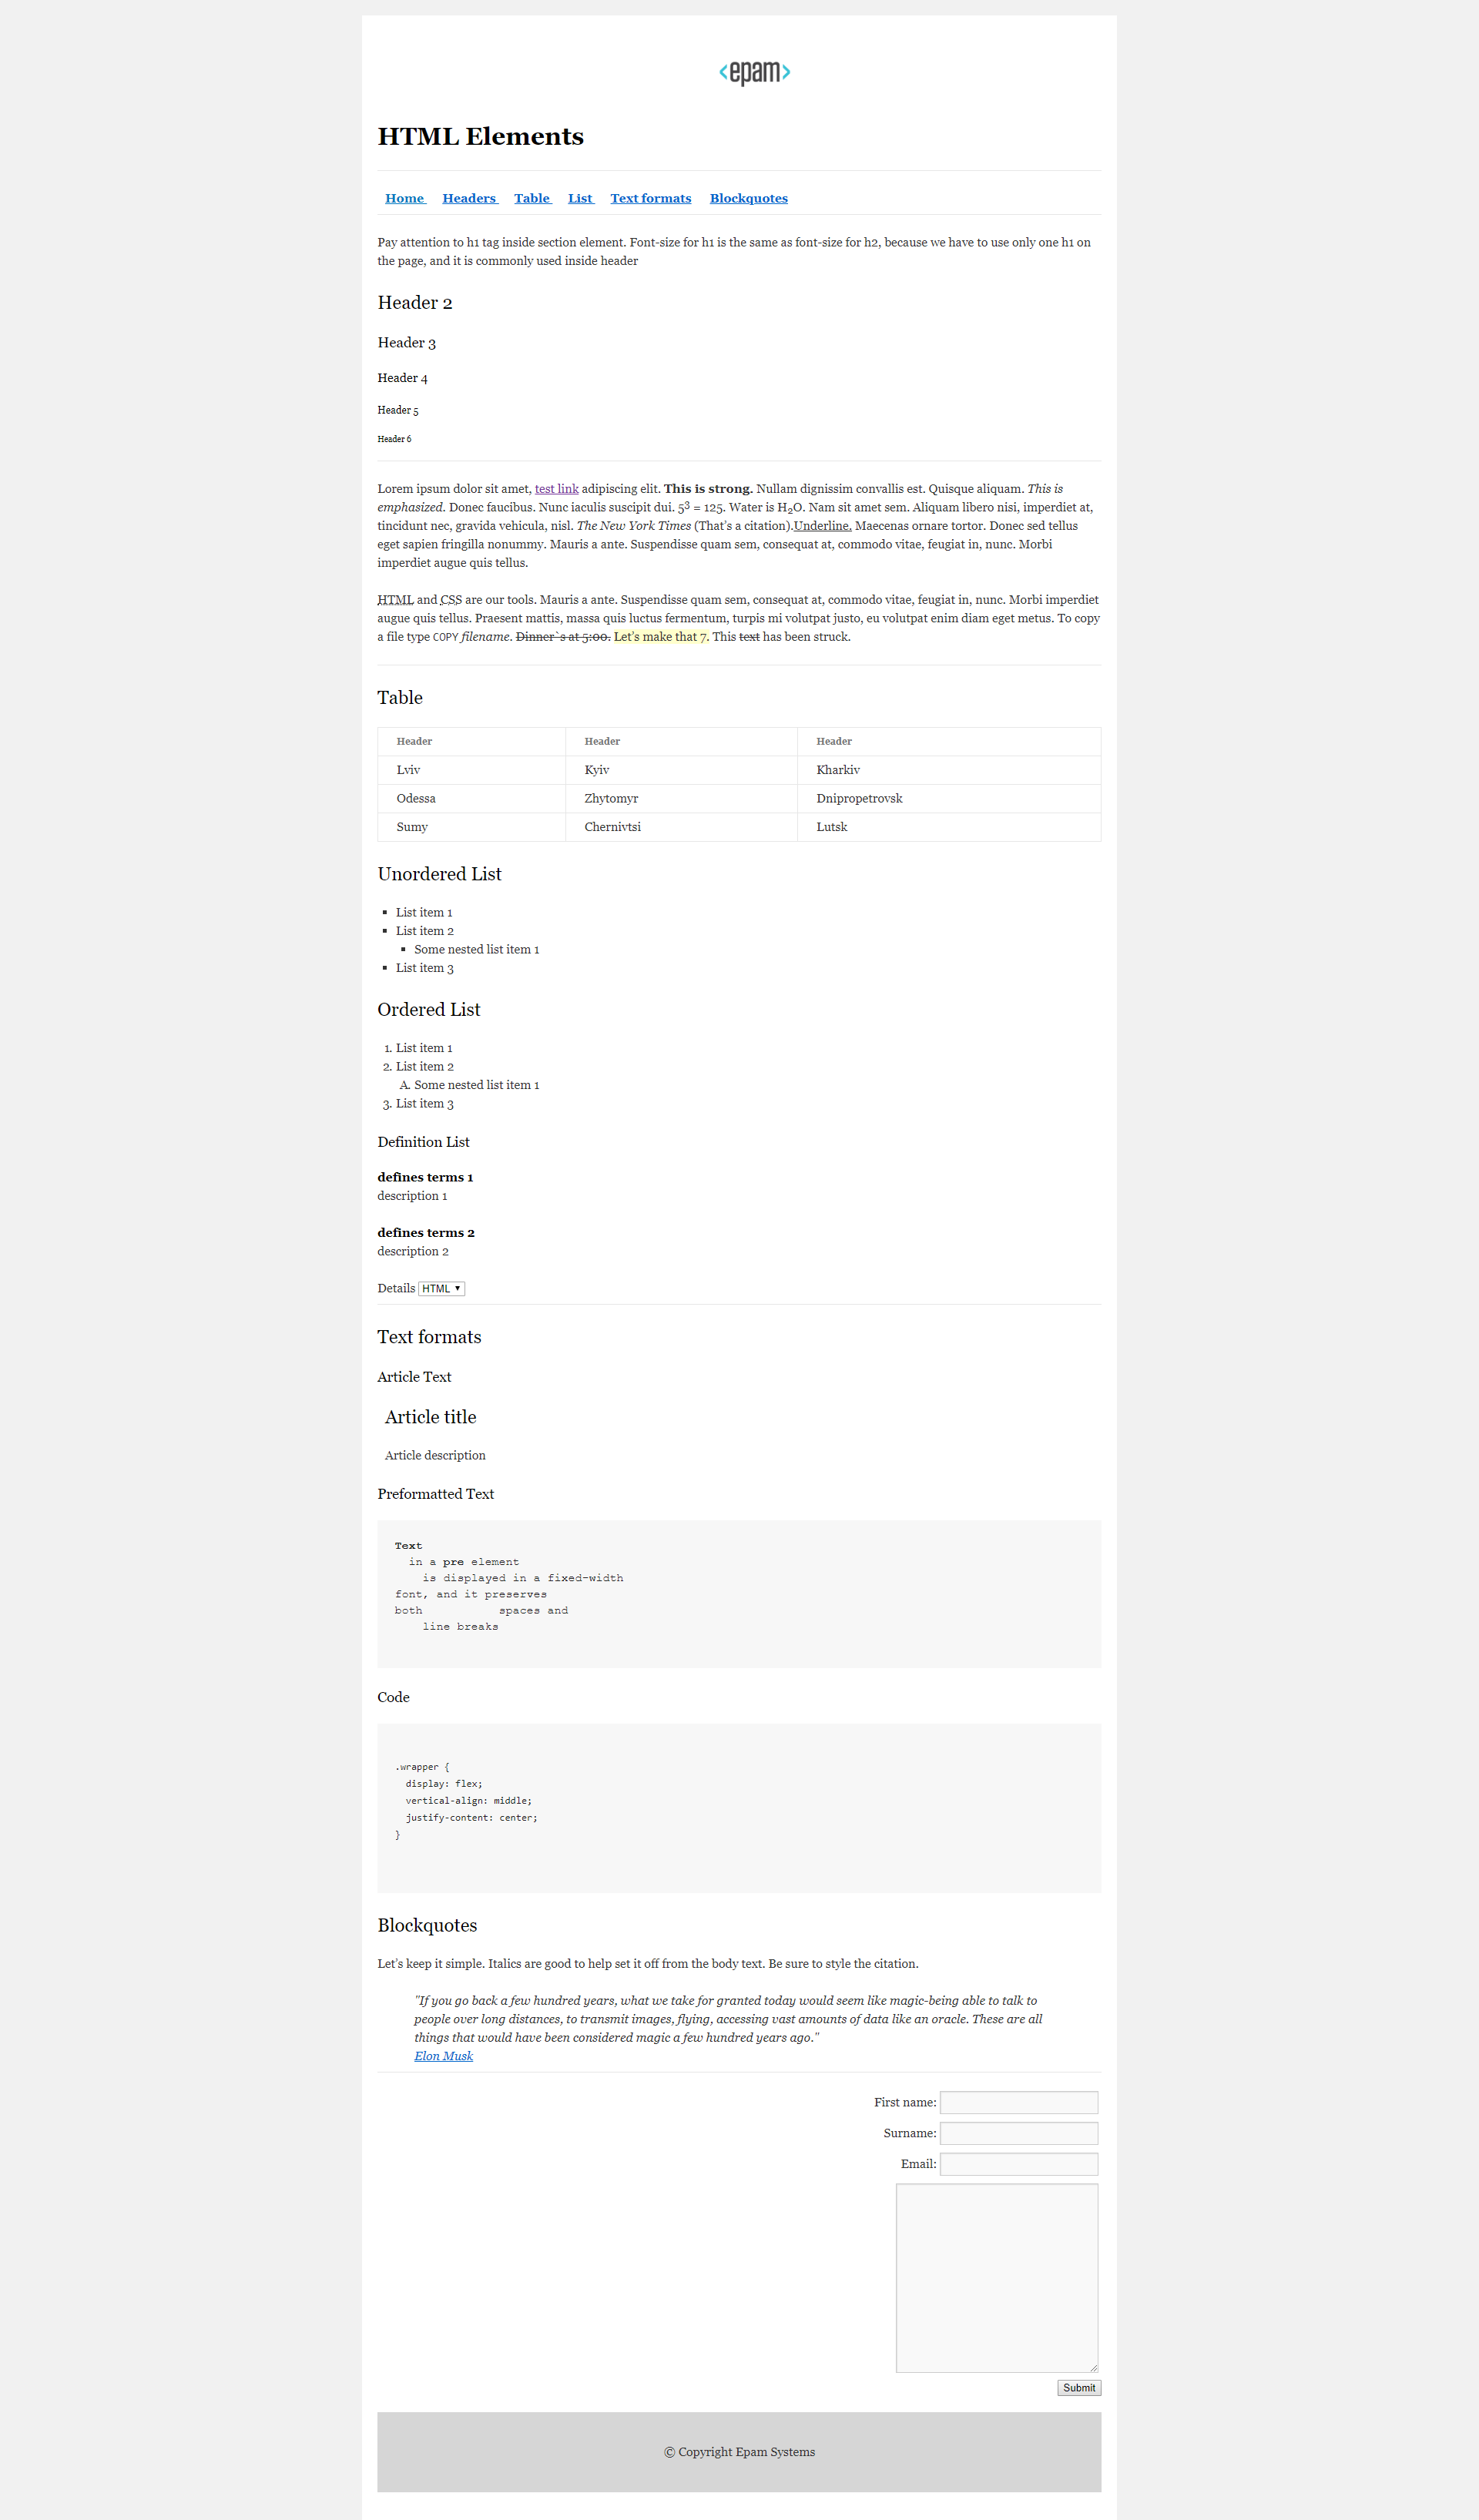 <epam>
HTML Elements
Home Headers Table List Text formats Blockquotes
Pay attention to h1 tag inside section element. Font-size for h1 is the same as font-size for h2, because we have to use only one h1 on
the page, and it is commonly used inside header
Header 2
Header 3
Header 4
Header 5
Header 6
Lorem ipsum dolor sit amet, test link adipiscing elit. This is strong. Nullam dignissim convallis est. Quisque aliquam. This is
emphasized. Donec faucibus. Nunc iaculis suscipit dui. 5³ = 125. Water is H₂O. Nam sit amet sem. Aliquam libero nisi, imperdiet at,
tincidunt nec, gravida vehicula, nisl. The New York Times (That's a citation).Underline. Maecenas ornare tortor. Donec sed tellus
eget sapien fringilla nonummy. Mauris a ante. Suspendisse quam sem, consequat at, commodo vitae, feugiat in, nunc. Morbi
imperdiet augue quis tellus.
HTML and CSS are our tools. Mauris a ante. Suspendisse quam sem, consequat at, commodo vitae, feugiat in, nunc. Morbi imperdiet
augue quis tellus. Praesent mattis, massa quis luctus fermentum, turpis mi volutpat justo, eu volutpat enim diam eget metus. To copy
a file type COPY filename. Dinner`s at 5:00. Let's make that 7. This text has been struck.
Table
Header Header Header
Lviv Kyiv Kharkiv
Odessa Zhytomyr Dnipropetrovsk
Sumy Chernivtsi Lutsk
Unordered List
▪ List item 1
▪ List item 2
▪ Some nested list item 1
▪ List item 3
Ordered List
1. List item 1
2. List item 2
A. Some nested list item 1
3. List item 3
Definition List
defines terms 1
description 1
defines terms 2
description 2
Details HTML
Text formats
Article Text
Article title
Article description
Preformatted Text
Text
  in a pre element
    is displayed in a fixed-width
font, and it preserves
both           spaces and
    line breaks
Code
.wrapper {
  display: flex;
  vertical-align: middle;
  justify-content: center;
}
Blockquotes
Let's keep it simple. Italics are good to help set it off from the body text. Be sure to style the citation.
"If you go back a few hundred years, what we take for granted today would seem like magic-being able to talk to
people over long distances, to transmit images, flying, accessing vast amounts of data like an oracle. These are all
things that would have been considered magic a few hundred years ago."
Elon Musk
First name:
Surname:
Email:
Submit
© Copyright Epam Systems